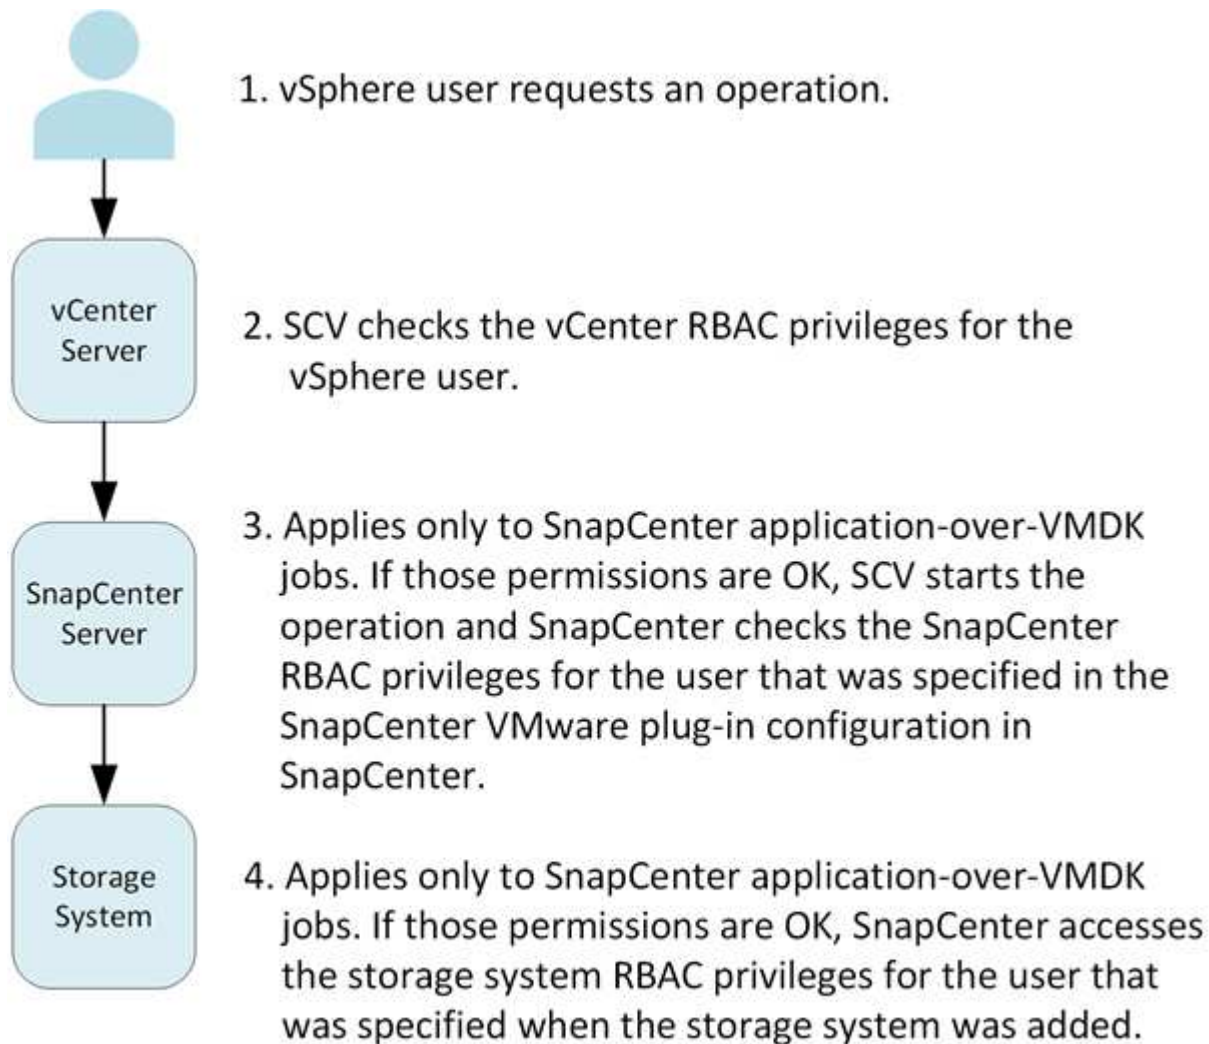 1. vSphere user requests an operation.
vCenter
Server
2. SCV checks the vCenter RBAC privileges for the
vSphere user.
SnapCenter
Server
3. Applies only to SnapCenter application-over-VMDK
jobs. If those permissions are OK, SCV starts the
operation and SnapCenter checks the SnapCenter
RBAC privileges for the user that was specified in the
SnapCenter VMware plug-in configuration in
SnapCenter.
Storage
System
4. Applies only to SnapCenter application-over-VMDK
jobs. If those permissions are OK, SnapCenter accesses
the storage system RBAC privileges for the user that
was specified when the storage system was added.